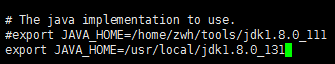 # The java implementation to use.
#export JAVA_HOME=/home/zwh/tools/jdk1.8.0_111
export JAVA_HOME=/usr/local/jdk1.8.0_131